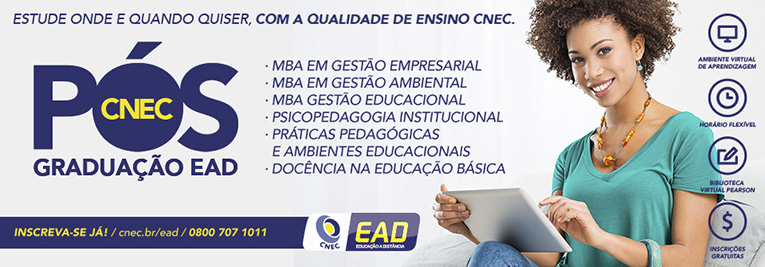 ESTUDE ONDE E QUANDO QUISER, COM A QUALIDADE DE ENSINO CNEC.
PÓS
CNEC
GRADUAÇÃO EAD
· MBA EM GESTÃO EMPRESARIAL
· MBA EM GESTÃO AMBIENTAL
· MBA GESTÃO EDUCACIONAL
· PSICOPEDAGOGIA INSTITUCIONAL
· PRÁTICAS PEDAGÓGICAS
E AMBIENTES EDUCACIONAIS
· DOCÊNCIA NA EDUCAÇÃO BÁSICA
INSCREVA-SE JÁ! / cnec.br/ead / 0800 707 1011
CNEC
EAD
EDUCAÇÃO A DISTÂNCIA
AMBIENTE VIRTUAL
DE APRENDIZAGEM
HORÁRIO FLEXÍVEL
BIBLIOTECA
VIRTUAL PEARSON
$
INSCRIÇÕES
GRATUITAS